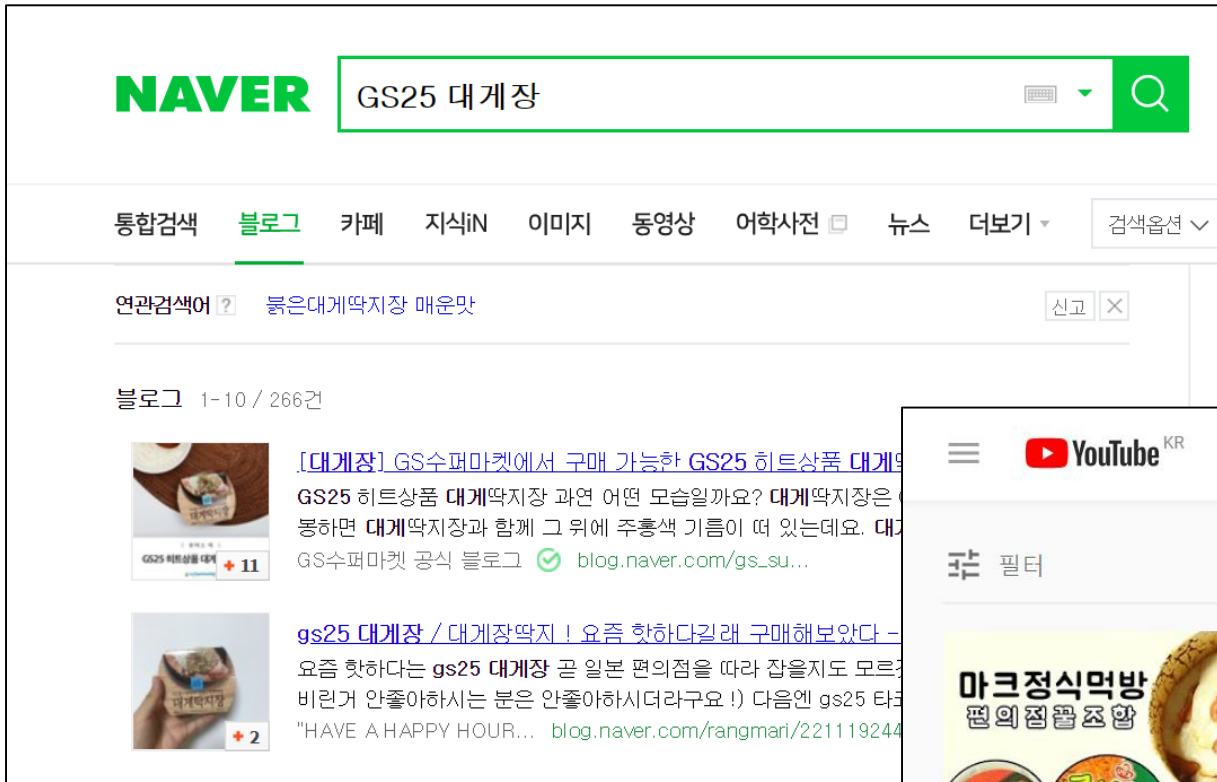 NAVER
GS25 대게장
통합검색 블로그 카페 지식iN 이미지 동영상 어학사전 뉴스 더보기 검색옵션
연관검색어 ? 붉은대게딱지장 매운맛 신고
블로그 1-10 / 266건
[대게장] GS수퍼마켓에서 구매 가능한 GS25 히트상품 대게
GS25 히트상품 대게딱지장 과연 어떤 모습일까요? 대게딱지장은
봉하면 대게딱지장과 함께 그 위에 주홍색 기름이 떠 있는데요.
GS수퍼마켓 공식 블로그 blog.naver.com/gs_su...
대게딱지장
GS25 히트상품
+ 11
gs25 대게장 / 대게장딱지 ! 요즘 핫하다길래 구매해보았다 -
요즘 핫하다는 gs25 대게장 곧 일본 편의점을 따라 잡을지도
비린거 안좋아하시는 분은 안좋아하시더라구요 !) 다음엔 gs25
"HAVE A HAPPY HOUR... blog.naver.com/rangmari/221119244
대게딱지장
+ 2
YouTube KR
필터
마크정식먹방
편의점꿀조합